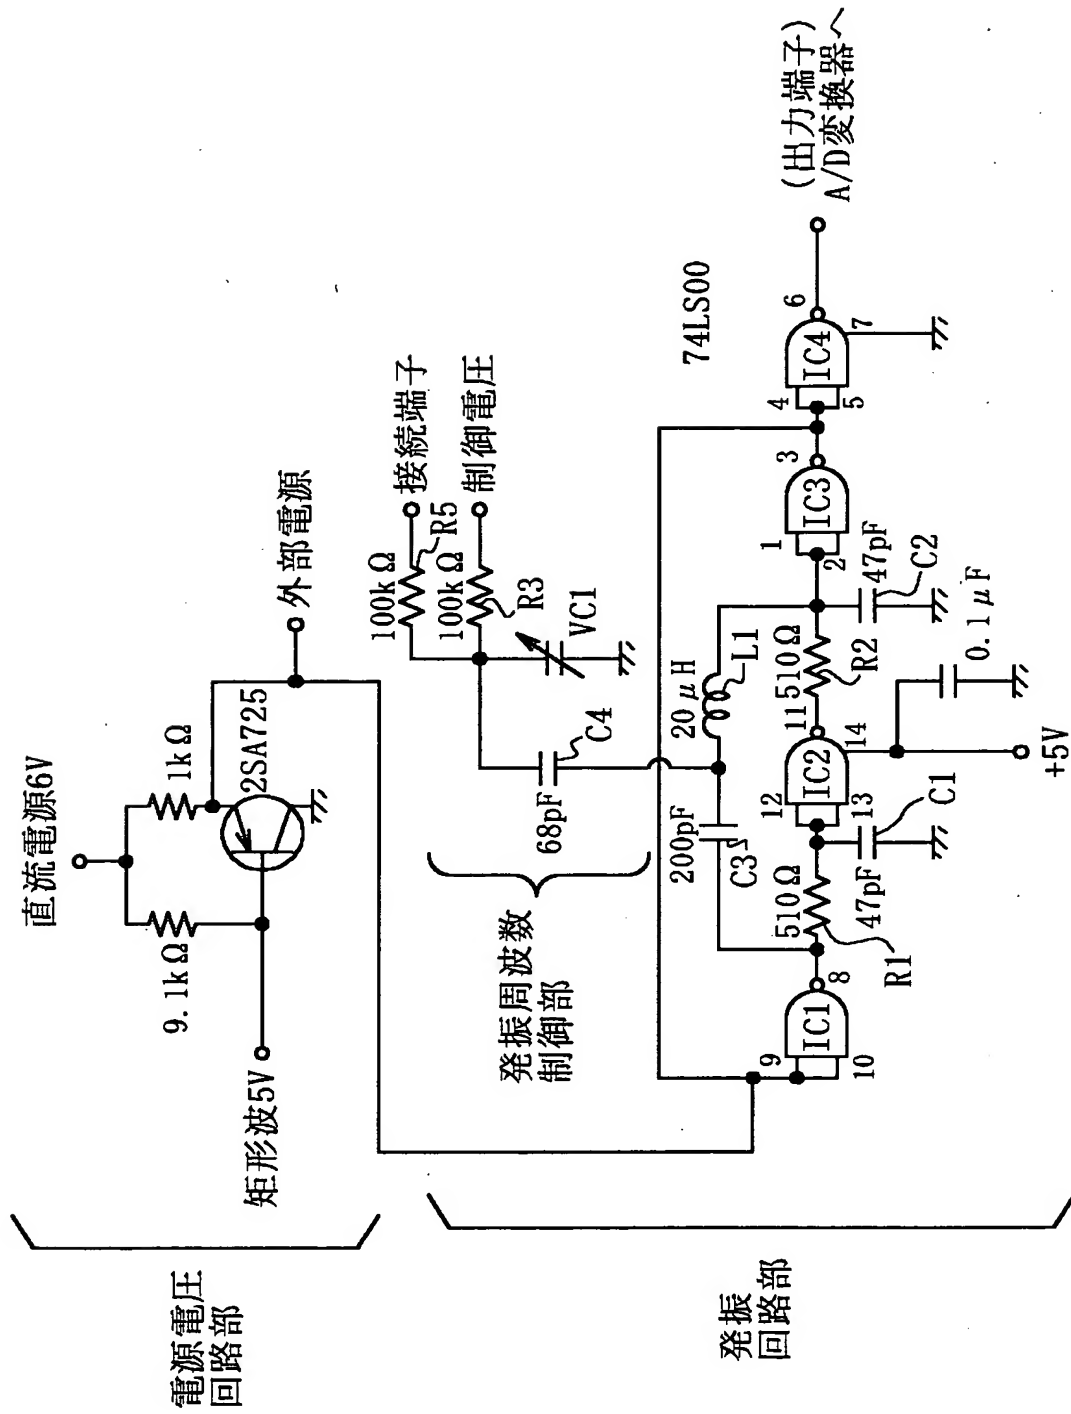 電源電圧
回路部
直流電源6V
9.1kΩ
1kΩ
2SA725
矩形波5V
外部電源
発振
回路部
発振周波数
制御部
100kΩ
R5
接続端子
100kΩ
R3
制御電圧
VC1
68pF
C4
200pF
C3
20μH
L1
74LS00
9
10
IC1
8
510Ω
R1
47pF
C1
12
13
IC2
11
14
+5V
0.1μF
510Ω
R2
47pF
C2
1
2
IC3
3
4
5
IC4
6
7
(出力端子)
A/D変換器へ